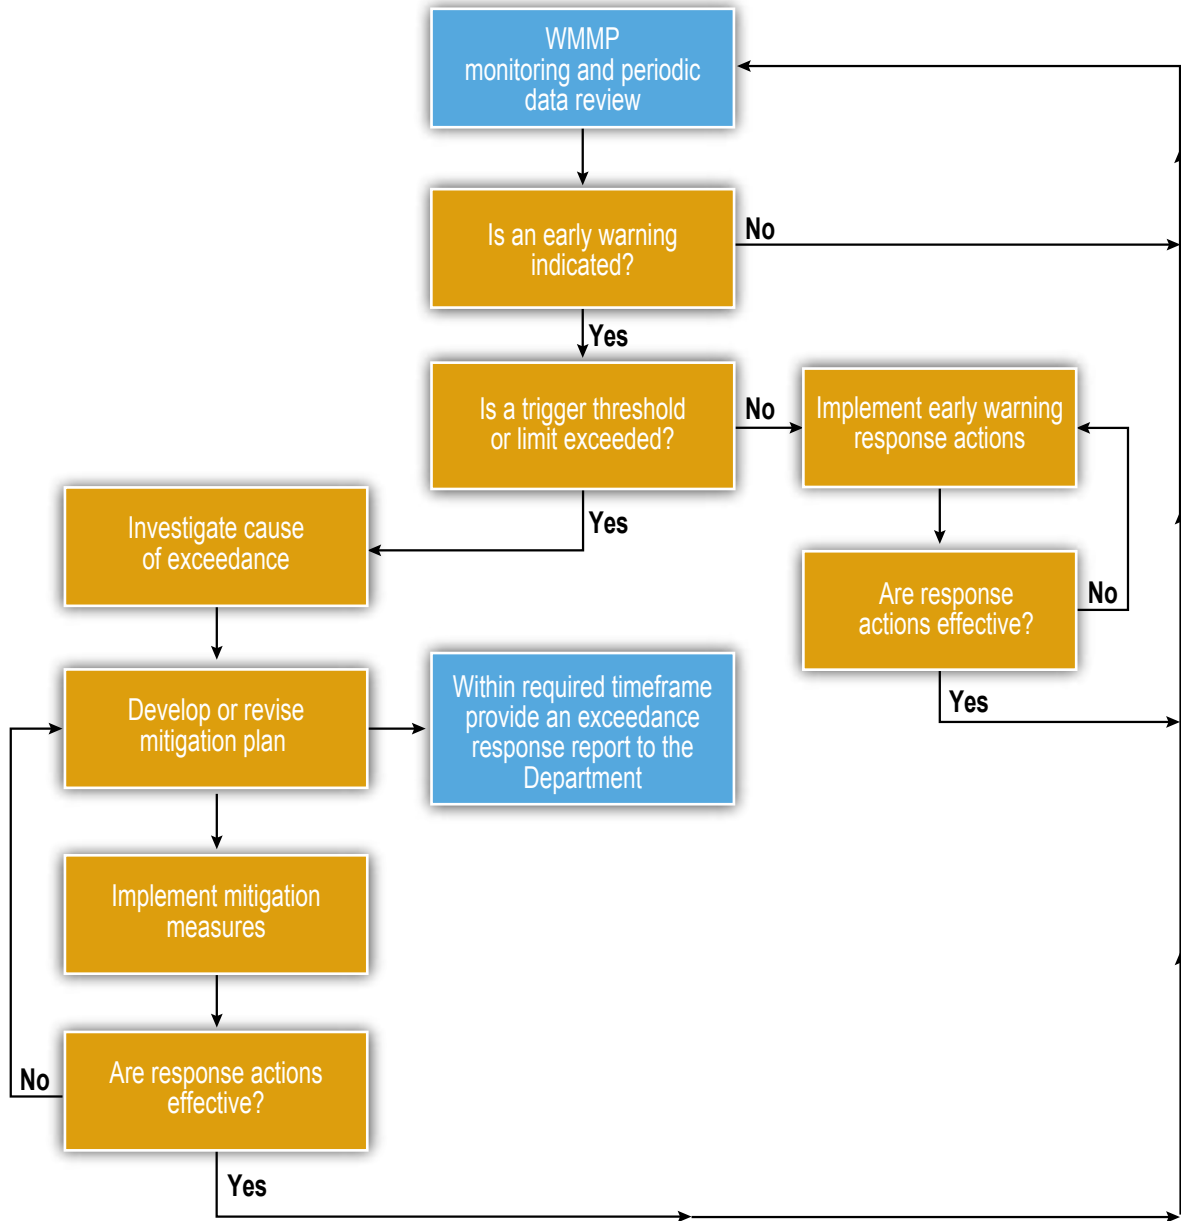 WMMP
monitoring and periodic
data review
Is an early warning
indicated?
No
Yes
Is a trigger threshold
or limit exceeded?
No
Implement early warning
response actions
Yes
Investigate cause
of exceedance
Are response
actions effective?
No
Yes
Develop or revise
mitigation plan
Within required timeframe
provide an exceedance
response report to the
Department
Implement mitigation
measures
Are response actions
effective?
No
Yes